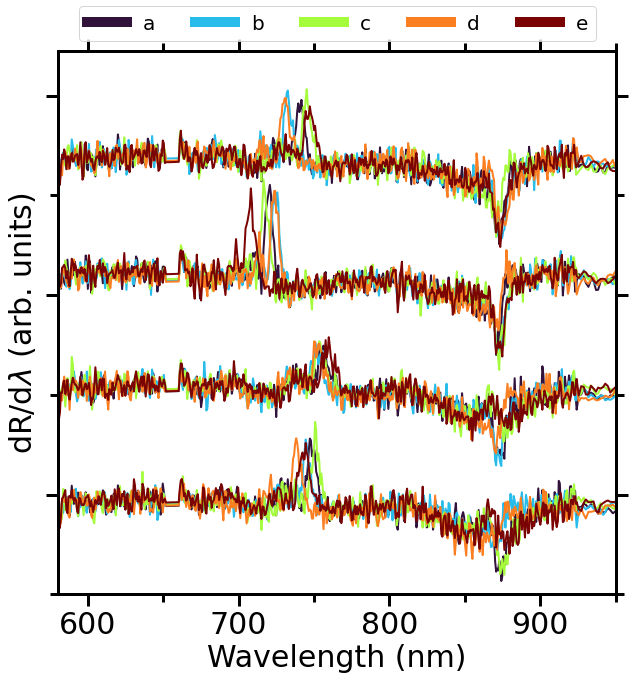 a b c d e
dR/dλ (arb. units)
600 700 800 900
Wavelength (nm)